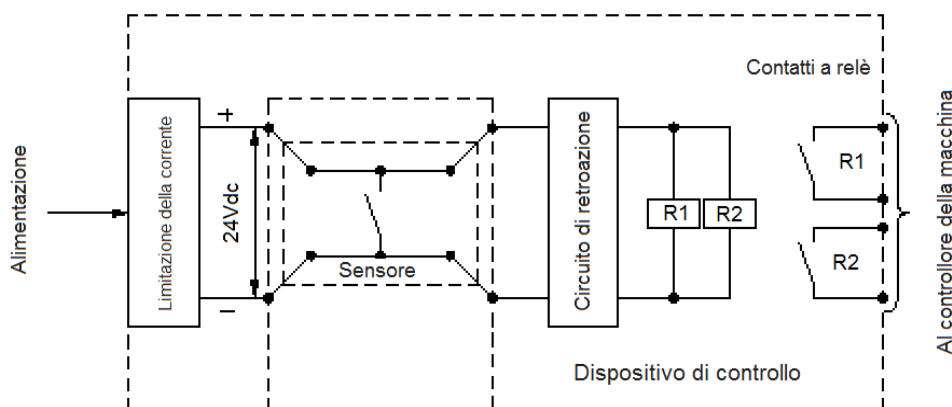 Contatti a relè
Alimentazione
Limitazione della corrente
+
24Vdc
–
Sensore
Circuito di retroazione
R1
R2
R1
R2
Al controllore della macchina
Dispositivo di controllo